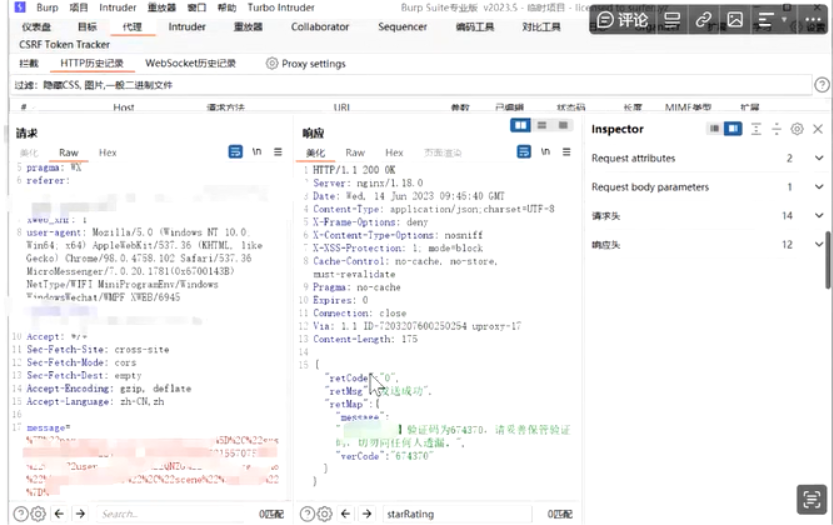 Burp 项目 Intruder 重放器 窗口 帮助 Turbo Intruder
Burp Suite专业版 v2023.5 - 临时项目 - licensed to
评论
仪表盘 目标 代理 Intruder 重放器 Collaborator Sequencer 编码工具 对比工具
CSRF Token Tracker
拦截 HTTP历史记录 WebSocket历史记录 Proxy settings
过滤：隐藏CSS, 图片,一般二进制文件
# Host 请求方法 URL 参数 已编辑 状态码 长度 MIME类型 扩展
请求
美化 Raw Hex
\n
5 pragma:
6 referer:
8 user-agent: Mozilla/5.0 (Windows NT 10.0;
Win64; x64) AppleWebKit/537.36 (KHTML, like
Gecko) Chrome/98.0.4758.102 Safari/537.36
MicroMessenger/7.0.20.1781(0x6700143B)
NetType/WIFI MiniProgramEnv/Windows
WindowsWechat/WMPF XWEB/6945
10 Accept: */*
11 Sec-Fetch-Site: cross-site
12 Sec-Fetch-Mode: cors
13 Sec-Fetch-Dest: empty
14 Accept-Encoding: gzip, deflate
15 Accept-Language: zh-CN,zh
16
17 message=
Search...
0匹配
响应
美化 Raw Hex 页面渲染
\n
1 HTTP/1.1 200 OK
2 Server: nginx/1.18.0
3 Date: Wed, 14 Jun 2023 09:45:40 GMT
4 Content-Type: application/json;charset=UTF-8
5 X-Frame-Options: deny
6 X-Content-Type-Options: nosniff
7 X-XSS-Protection: 1; mode=block
8 Cache-Control: no-cache, no-store,
must-revalidate
9 Pragma: no-cache
10 Expires: 0
11 Connection: close
12 Via: 1.1 ID-7203207600250254 uproxy-17
13 Content-Length: 175
14
15 {
"retCode":"0",
"retMsg" 发送成功",
"retMap":{
"message":
】验证码为674370，请妥善保管验证
码，切勿向任何人透漏。",
"verCode":"674370"
}
}
starRating
0匹配
Inspector
Request attributes 2
Request body parameters 1
请求头 14
响应头 12